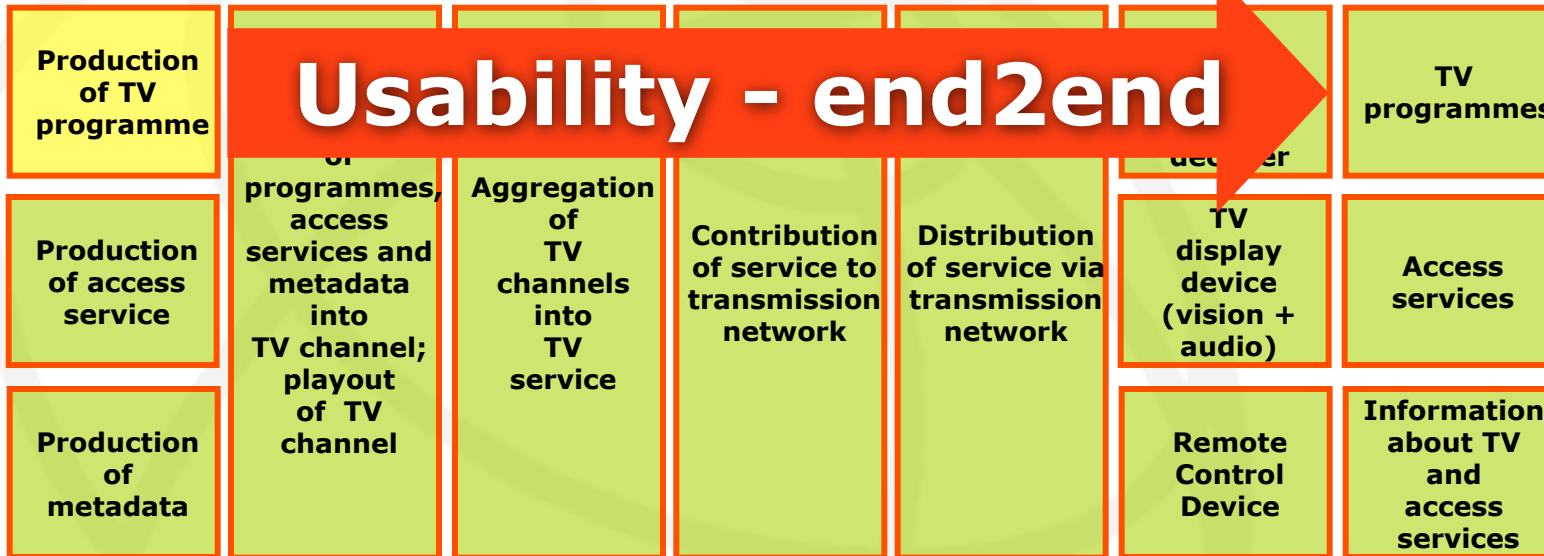 Production
of TV
programme
Usability - end2end
TV
programmes
Production
of access
service
Production
of
metadata
of
programmes,
access
services and
metadata
into
TV channel;
playout
of TV
channel
Aggregation
of
TV
channels
into
TV
service
Contribution
of service to
transmission
network
Distribution
of service via
transmission
network
TV
display
device
(vision +
audio)
Remote
Control
Device
Access
services
Information
about TV
and
access
services